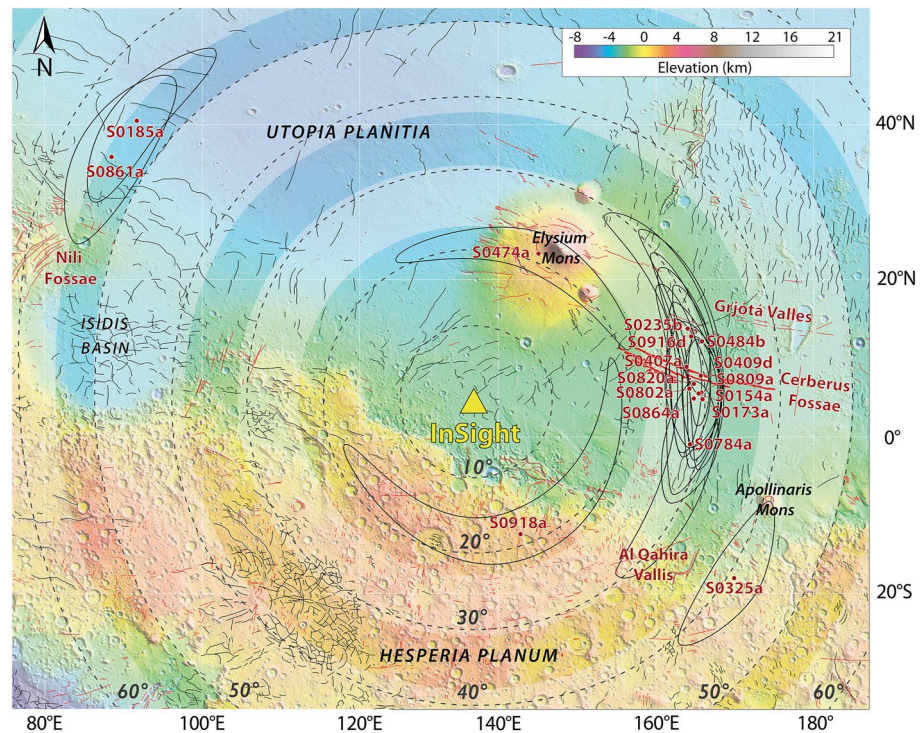 N
-8 -4 0 4 8 12 16 21
Elevation (km)
UTOPIA PLANITIA
40°N
S0185a
S0861a
Nili
Fossae
S0474a
Elysium
Mons
20°N
ISIDIS
BASIN
Grjótá Valles
S0235b
S0916d
S0484b
S0407a
S0409d
S0820a
S0809a
Cerberus
Fossae
S0802a
S0154a
S0864a
S0173a
InSight
0°
S0784a
10°
Apollinaris
Mons
S0918a
20°
Al Qahira
Vallis
S0325a
20°S
30°
HESPERIA PLANUM
60° 50° 40° 50° 60°
80°E 100°E 120°E 140°E 160°E 180°